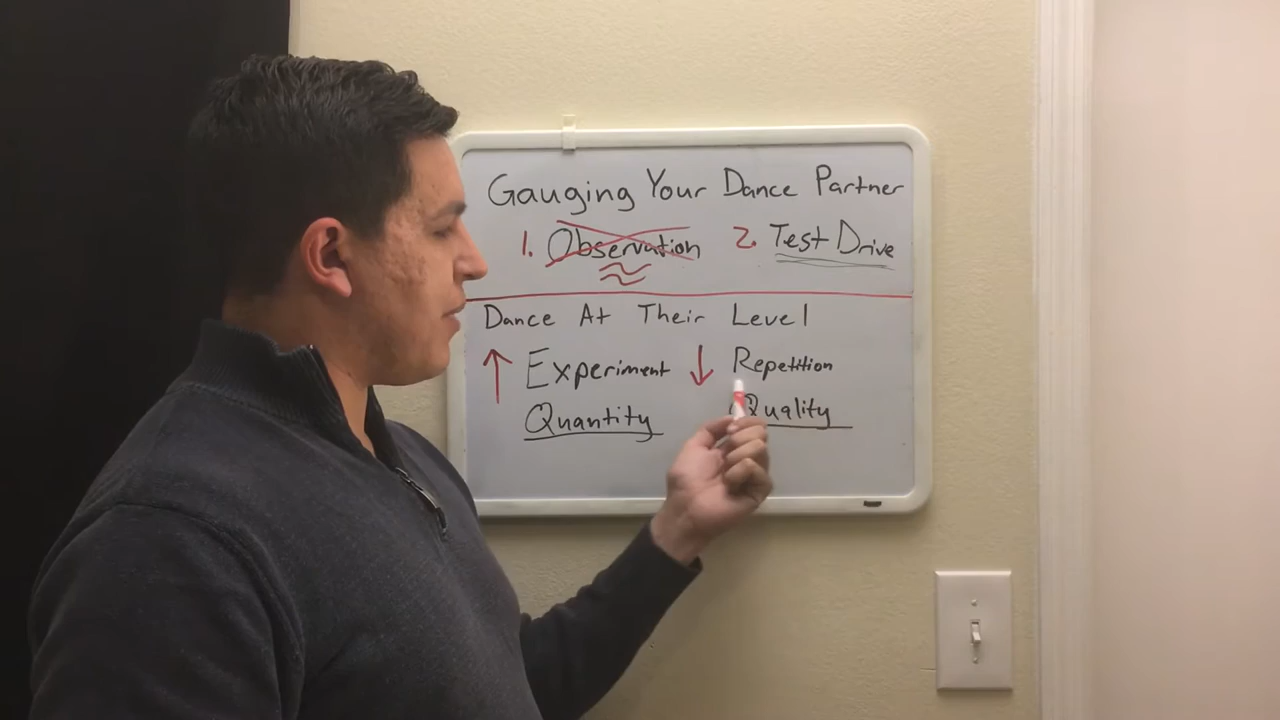 Gauging Your Dance Partner
1. Observation 2. Test Drive
Dance At Their Level
↑ Experiment ↓ Repetition
Quantity Quality